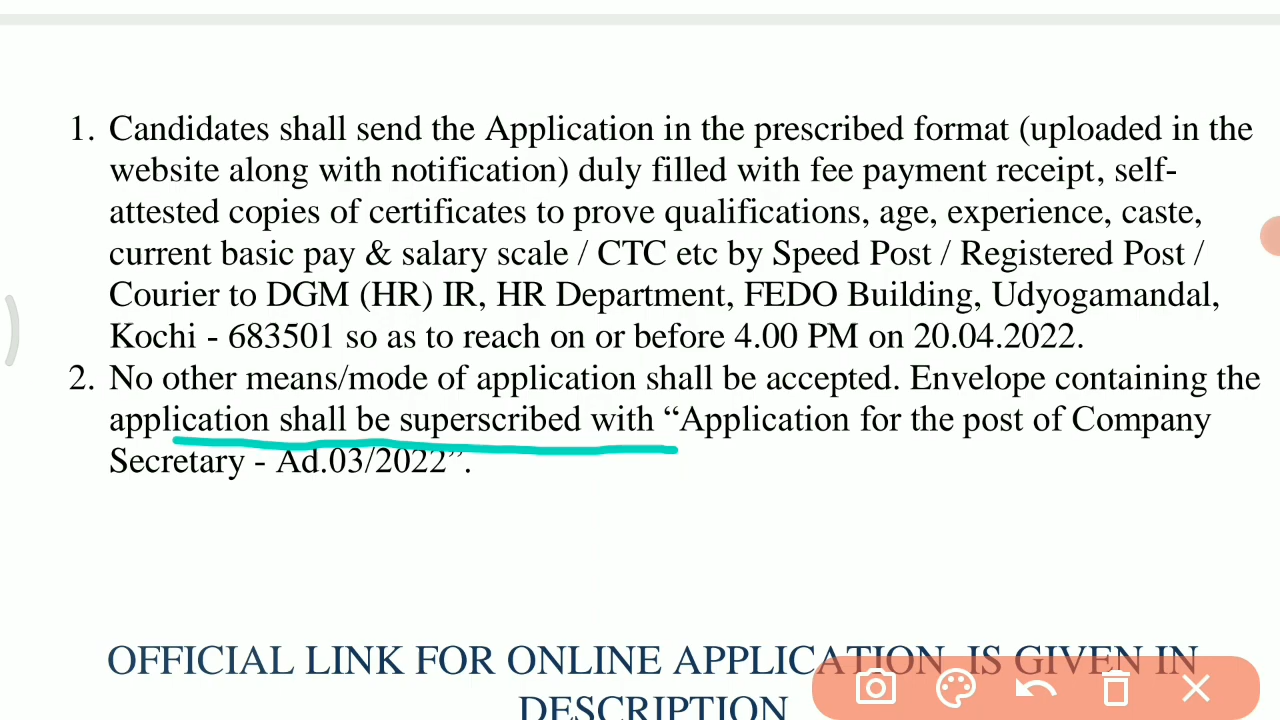 1. Candidates shall send the Application in the prescribed format (uploaded in the
website along with notification) duly filled with fee payment receipt, self-
attested copies of certificates to prove qualifications, age, experience, caste,
current basic pay & salary scale / CTC etc by Speed Post / Registered Post /
Courier to DGM (HR) IR, HR Department, FEDO Building, Udyogamandal,
Kochi - 683501 so as to reach on or before 4.00 PM on 20.04.2022.
2. No other means/mode of application shall be accepted. Envelope containing the
application shall be superscribed with “Application for the post of Company
Secretary - Ad.03/2022”.
OFFICIAL LINK FOR ONLINE APPLICATION IS GIVEN IN
DESCRIPTION